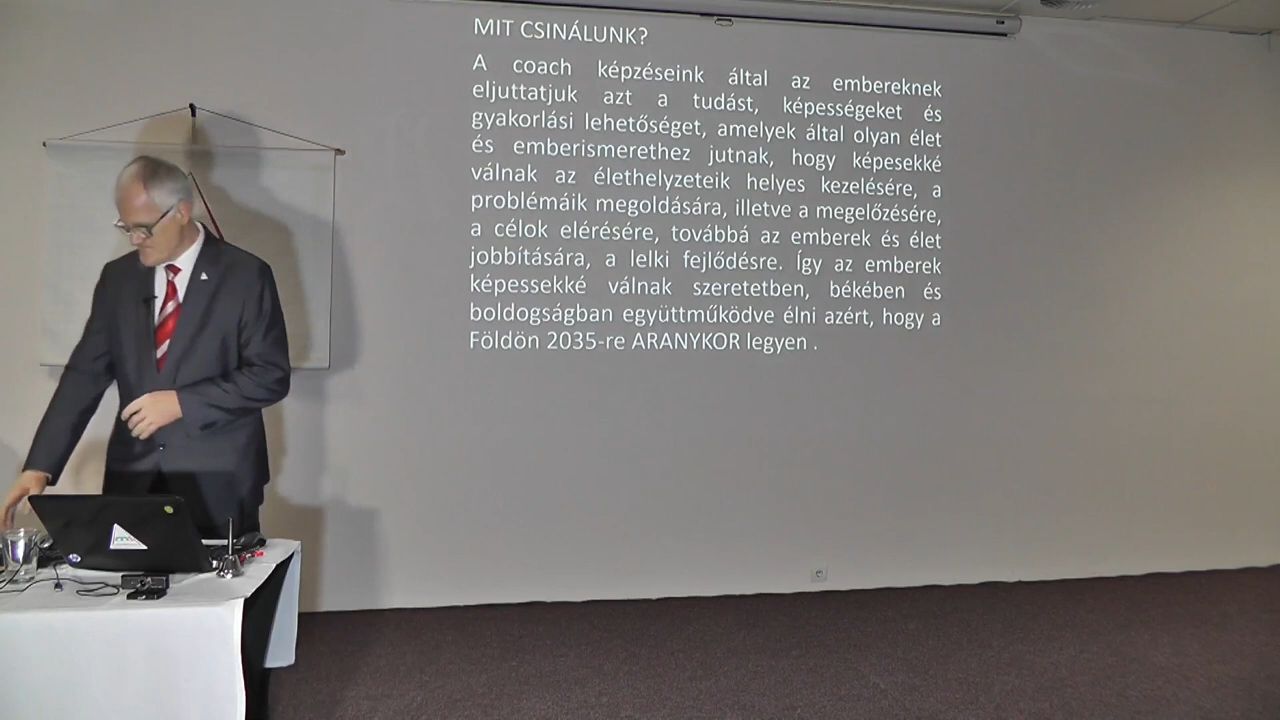 MIT CSINÁLUNK?
A coach képzéseink által az embereknek
eljuttatjuk azt a tudást, képességeket és
gyakorlási lehetőséget, amelyek által olyan élet
és emberismerethez jutnak, hogy képesekké
válnak az élethelyzeteik helyes kezelésére, a
problémáik megoldására, illetve a megelőzésére,
a célok elérésére, továbbá az emberek és élet
jobbítására, a lelki fejlődésre. Így az emberek
képessekké válnak szeretetben, békében és
boldogságban együttműködve élni azért, hogy a
Földön 2035-re ARANYKOR legyen .